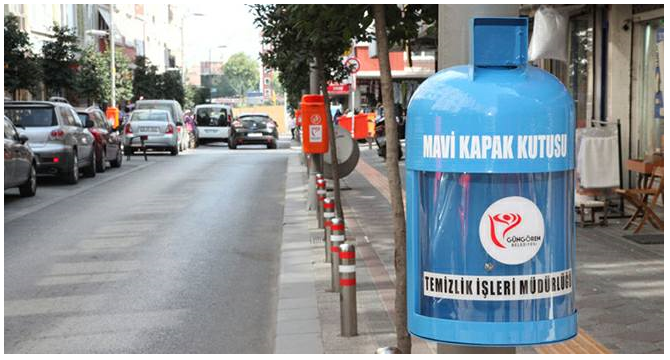 MAVİ KAPAK KUTUSU
GÜNGÖREN
BELEDİYESİ
TEMİZLİK İŞLERİ MÜDÜRLÜĞÜ